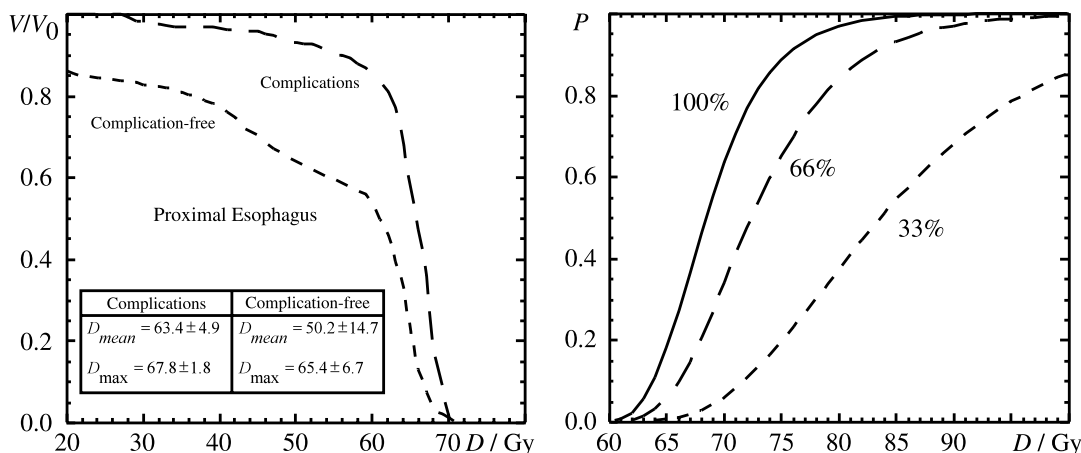 V/V0
0.8
0.6
0.4
0.2
0.0
20 30 40 50 60 70 D / Gy
Complications
Complication-free
Proximal Esophagus
Complications Complication-free
Dmean = 63.4±4.9 Dmean = 50.2±14.7
Dmax = 67.8±1.8 Dmax = 65.4±6.7
P
0.8
0.6
0.4
0.2
0.0
60 65 70 75 80 85 90 D / Gy
100%
66%
33%